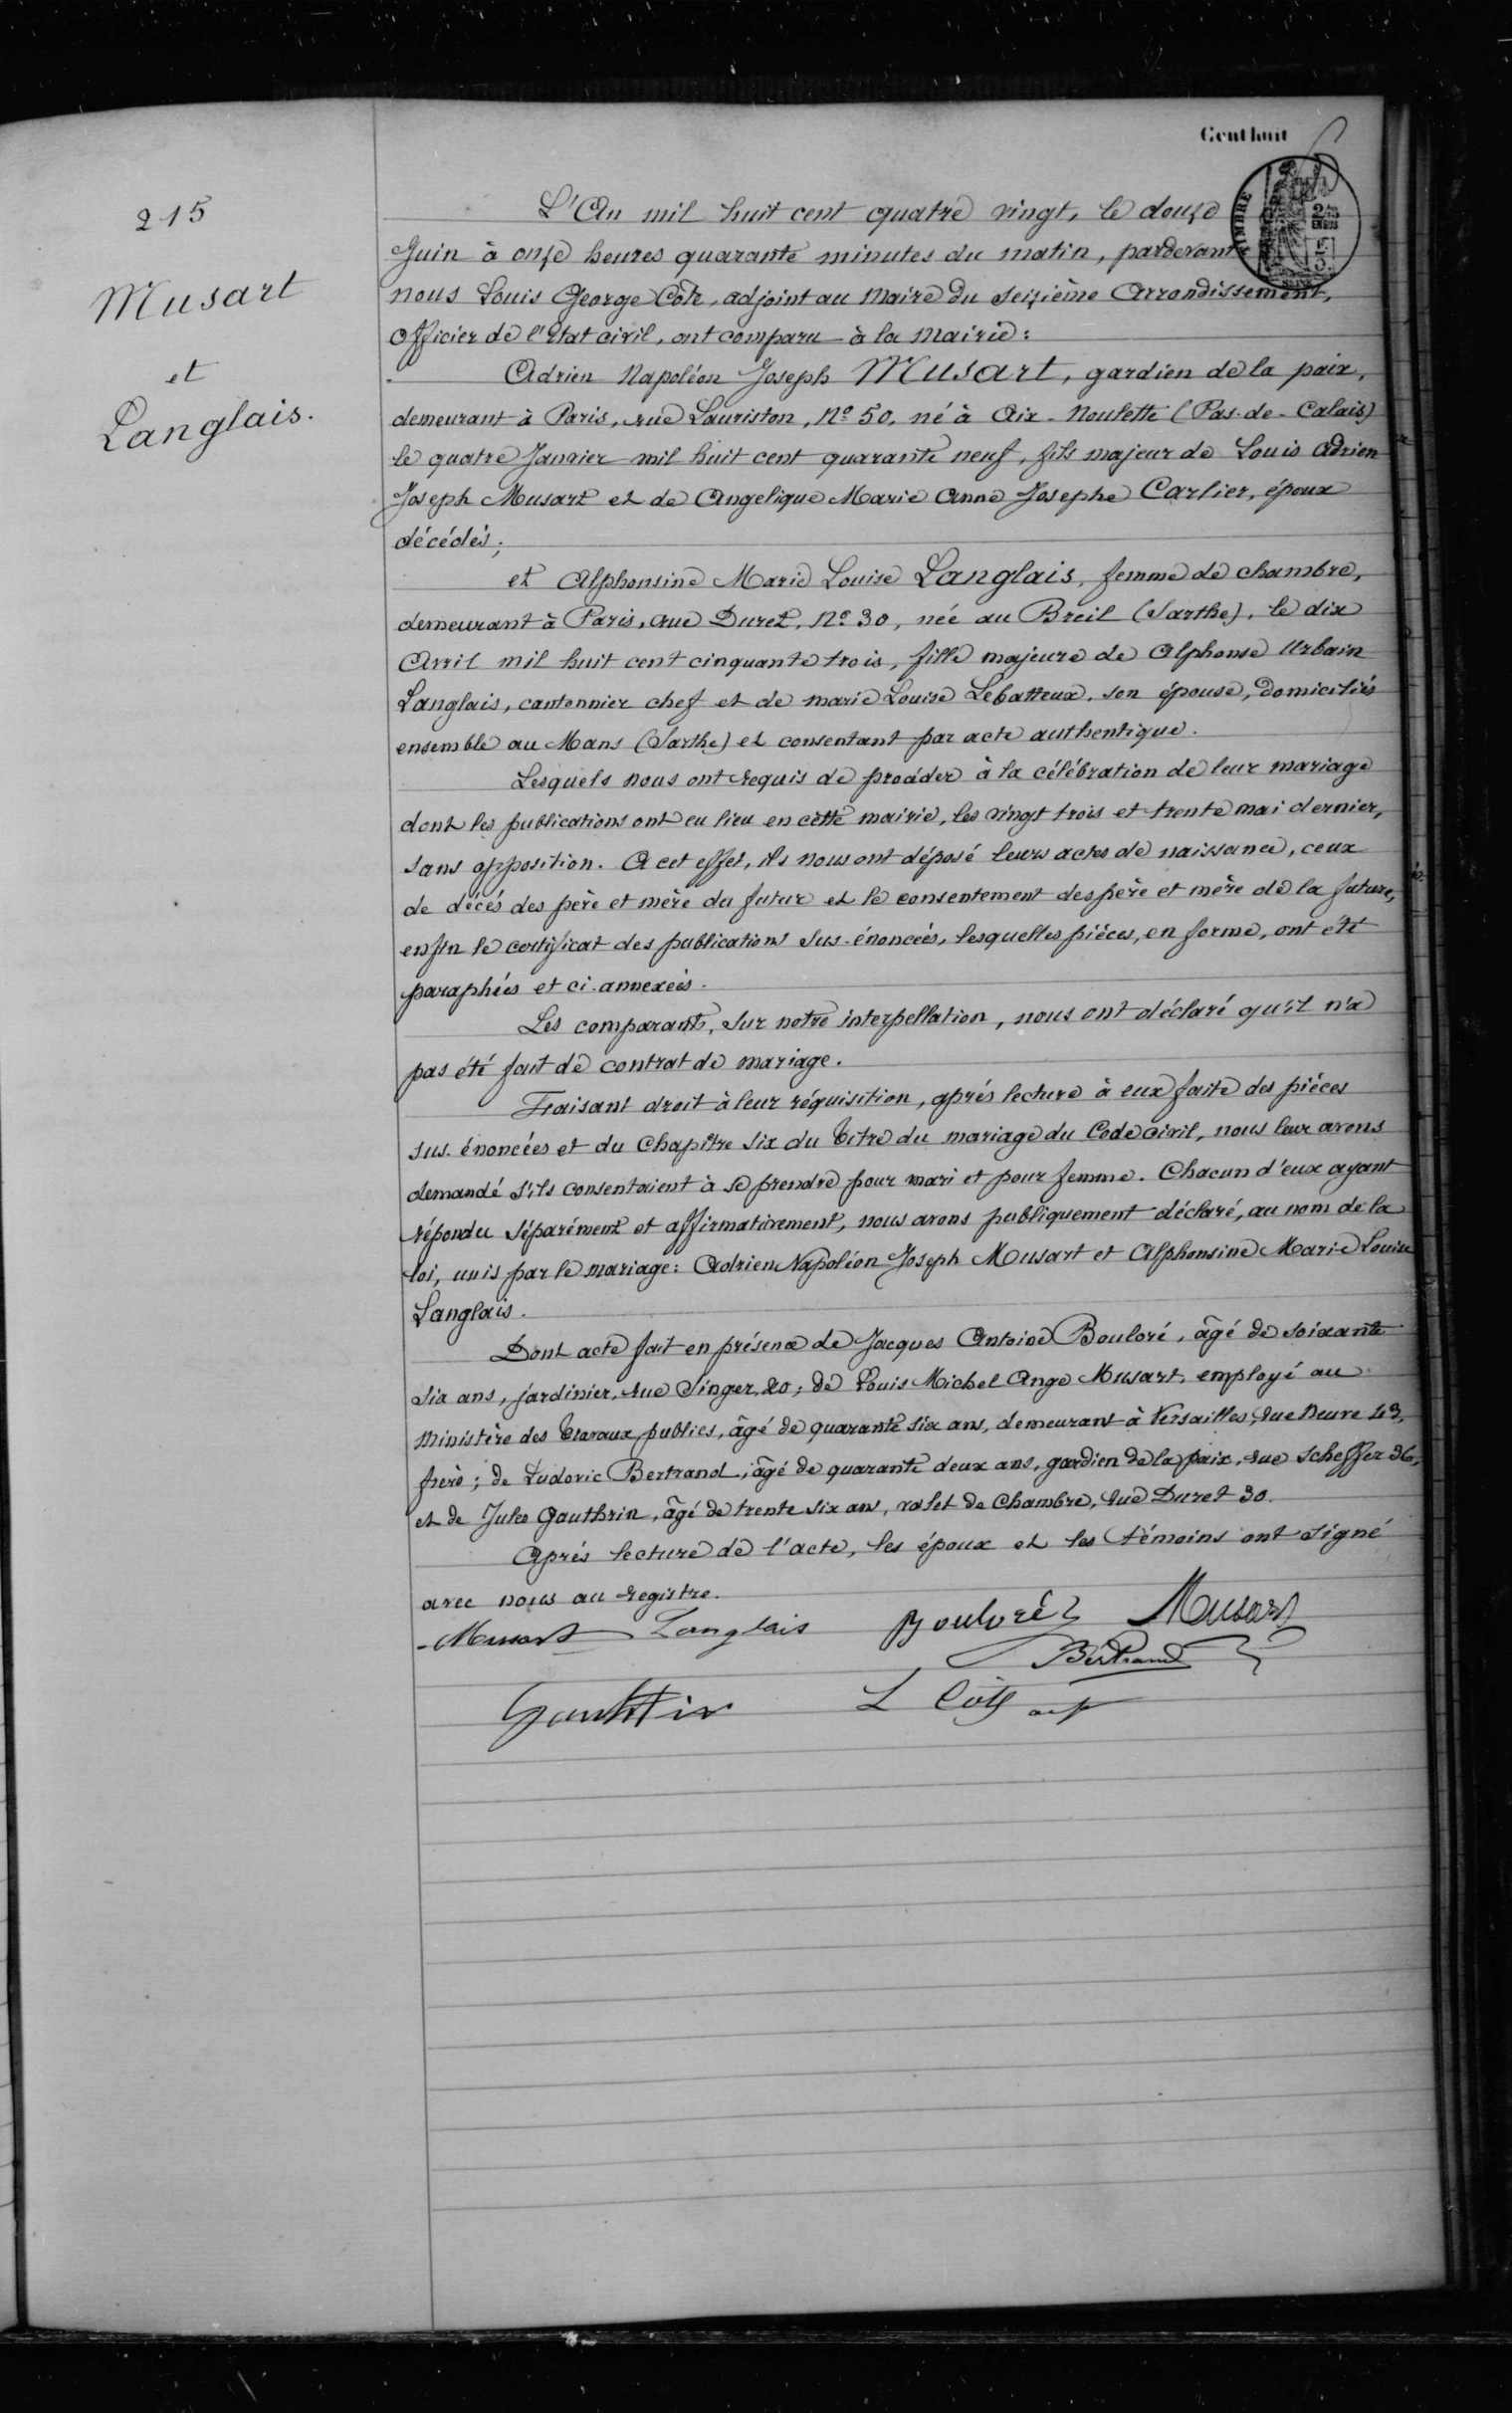 Cent huit
215
Musart
et
Langlais.
TIMBRE
L'An mil huit cent quatre vingt, le douze
Juin à onze heures quarante minutes du matin, pardevant
nous Louis George Côte, adjoint au Maire du Seizième Arrondissement,
Officier de l'Etat civil, ont comparu à la Mairie :
Adrien Napoléon Joseph Musart, gardien de la paix,
demeurant à Paris, rue Lauriston, No 50, né à Aix-Noulette (Pas-de-Calais)
le quatre Janvier mil huit cent quarante neuf, fils majeur de Louis Adrien
Joseph Musart et de Angelique Marie Anne Josephe Carlier, époux
décédés;
et Alphonsine Marie Louise Langlais, femme de chambre,
demeurant à Paris, rue Duret, No 30, née au Breil (Sarthe), le dix
Avril mil huit cent cinquante trois, fille majeure de Alphonse Urbain
Langlais, cantonnier chef et de Marie Louise Lebatteux, son épouse, domiciliés
ensemble au Mans (Sarthe) et consentant par acte authentique.
Lesquels nous ont requis de procéder à la célébration de leur mariage
dont les publications ont eu lieu en cette mairie, les vingt trois et trente mai dernier,
sans opposition. A cet effet, ils nous ont déposé leurs actes de naissance, ceux
de décès des père et mère du futur et le consentement des père et mère de la future,
enfin le certificat des publications sus-énoncées, lesquelles pièces, en forme, ont été
paraphées et ci-annexées.
Les comparants, sur notre interpellation, nous ont déclaré qu'il n'a
pas été fait de contrat de mariage.
Faisant droit à leur réquisition, après lecture à eux faite des pièces
sus-énoncées et du Chapitre six du Titre du mariage du Code civil, nous leur avons
demandé s'ils consentaient à se prendre pour mari et pour femme. Chacun d'eux ayant
répondu séparément et affirmativement, nous avons publiquement déclaré, au nom de la
loi, unis par le mariage : Adrien Napoléon Joseph Musart et Alphonsine Marie Louise
Langlais.
Dont acte fait en présence de Jacques Antoine Bouloré, âgé de soixante
six ans, jardinier, rue Singer, 20; de Louis Michel Ange Musart, employé au
Ministère des Travaux publics, âgé de quarante six ans, demeurant à Versailles, rue Neuve 43,
frère; de Ludovic Bertrand, âgé de quarante deux ans, gardien de la paix, rue Scheffer 36,
et de Jules Gauthrin, âgé de trente six ans, valet de Chambre, rue Duret 30.
Après lecture de l'acte, les époux et les témoins ont signé
avec nous au registre.
Musart Langlais Bouloré Musart
Bertrand
Gauthrin L Côte